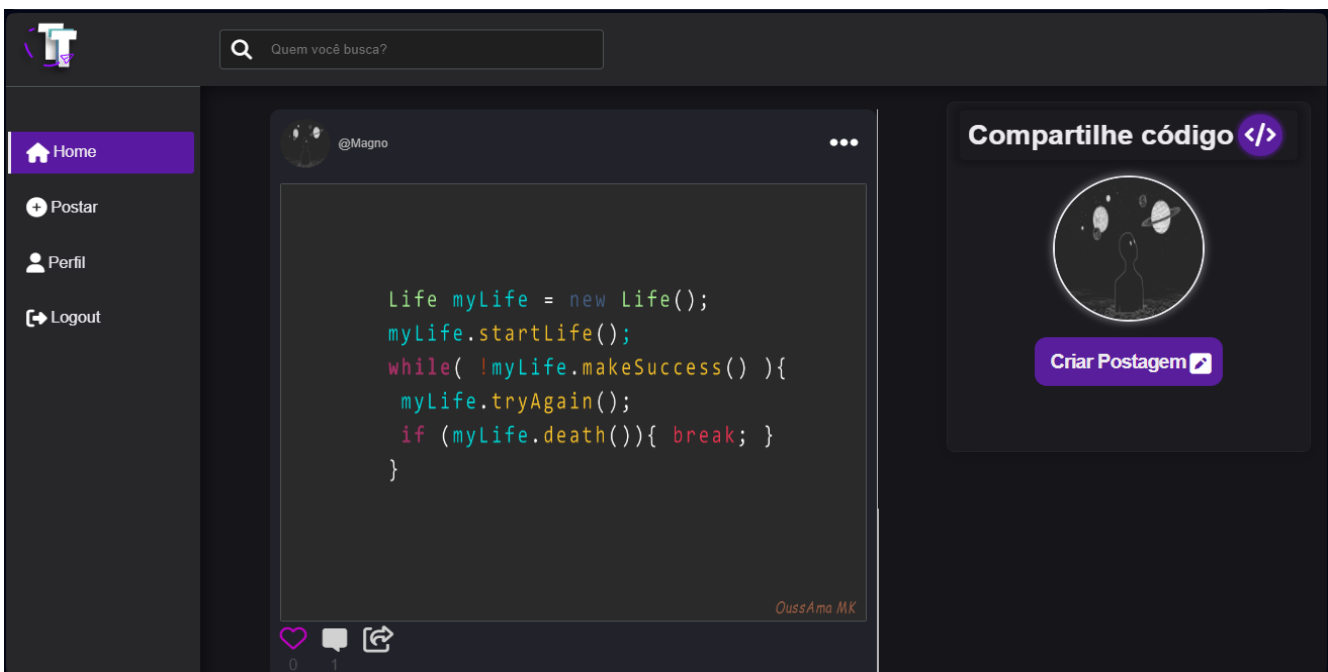 TT
Quem você busca?
Home
Postar
Perfil
Logout
@Magno
Life myLife = new Life();
myLife.startLife();
while( !myLife.makeSuccess() ){
myLife.tryAgain();
if (myLife.death()){ break; }
}
OussAma MK
0 1
Compartilhe código </>
Criar Postagem